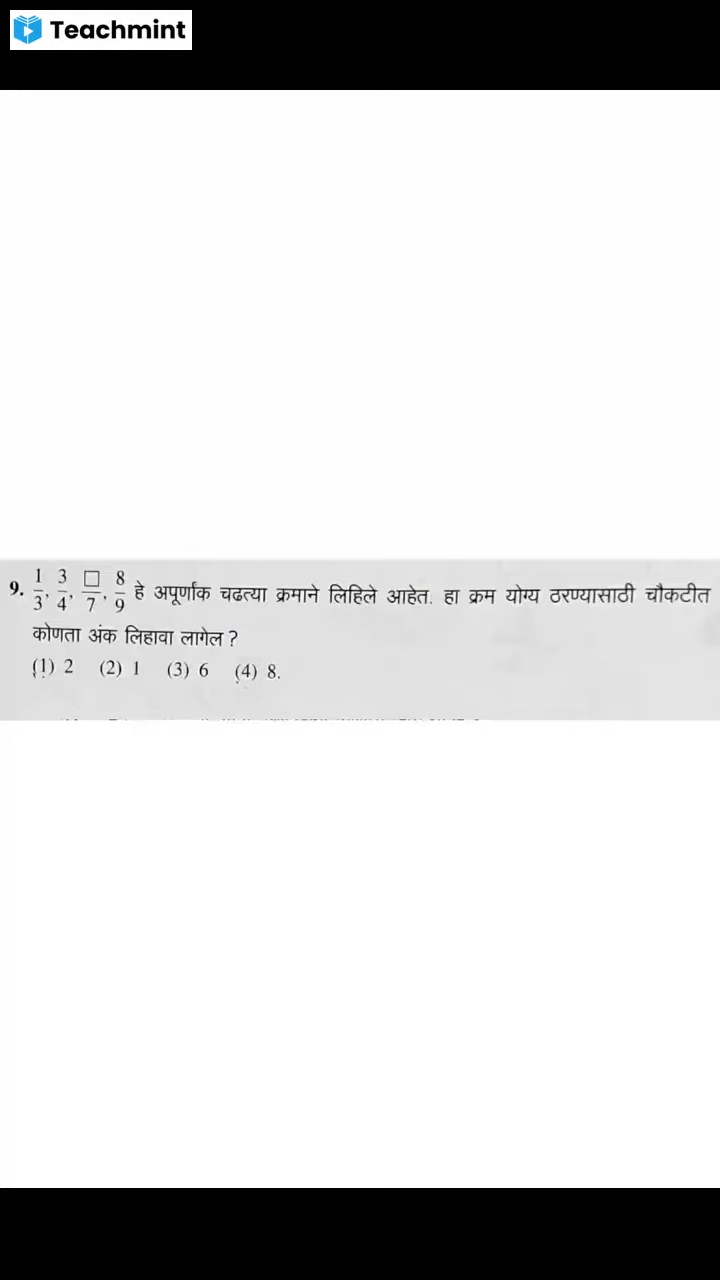 Teachmint
9. 1/3, 3/4, □/7, 8/9 हे अपूर्णांक चढत्या क्रमाने लिहिले आहेत. हा क्रम योग्य ठरण्यासाठी चौकटीत
कोणता अंक लिहावा लागेल ?
(1) 2 (2) 1 (3) 6 (4) 8.